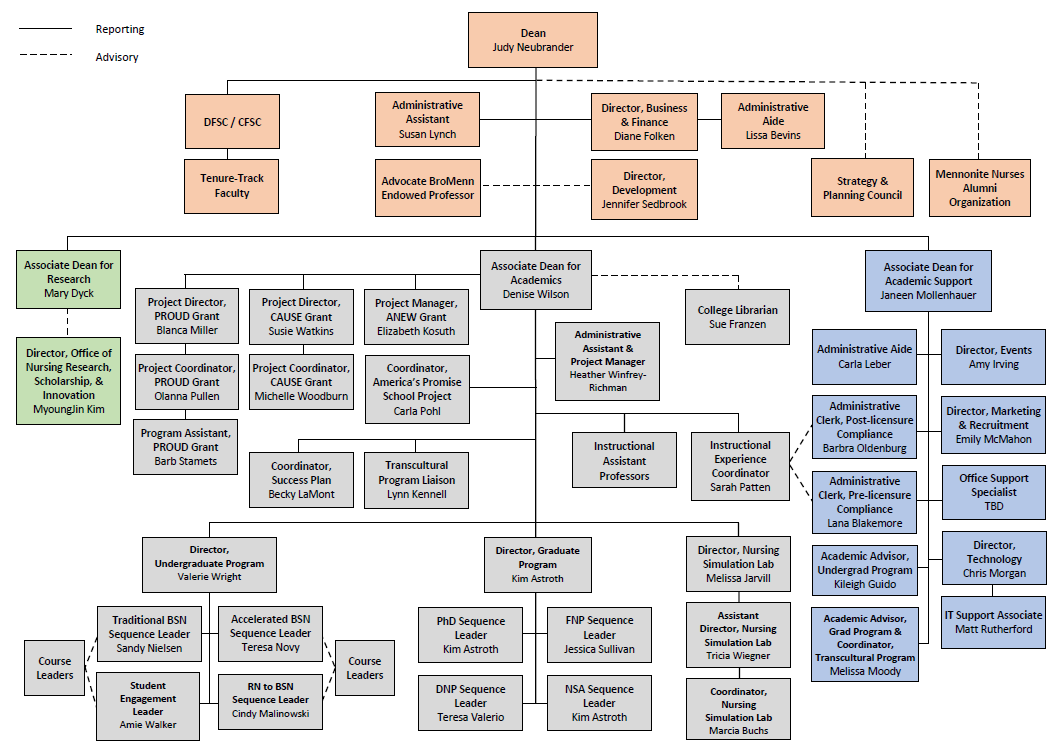 Reporting
Advisory
Dean
Judy Neubrander
DFSC / CFSC
Tenure-Track
Faculty
Administrative
Assistant
Susan Lynch
Director, Business
& Finance
Diane Folken
Administrative
Aide
Lissa Bevins
Advocate BroMenn
Endowed Professor
Director,
Development
Jennifer Sedbrook
Strategy &
Planning Council
Mennonite Nurses
Alumni
Organization
Associate Dean for
Research
Mary Dyck
Director, Office of
Nursing Research,
Scholarship, &
Innovation
MyoungJin Kim
Associate Dean for
Academics
Denise Wilson
Project Director,
PROUD Grant
Blanca Miller
Project Director,
CAUSE Grant
Susie Watkins
Project Manager,
ANEW Grant
Elizabeth Kosuth
College Librarian
Sue Franzen
Project Coordinator,
PROUD Grant
Olanna Pullen
Project Coordinator,
CAUSE Grant
Michelle Woodburn
Coordinator,
America's Promise
School Project
Carla Pohl
Administrative
Assistant &
Project Manager
Heather Winfrey-
Richman
Program Assistant,
PROUD Grant
Barb Stamets
Coordinator,
Success Plan
Becky LaMont
Transcultural
Program Liaison
Lynn Kennell
Instructional
Assistant
Professors
Instructional
Experience
Coordinator
Sarah Patten
Director,
Undergraduate Program
Valerie Wright
Director, Graduate
Program
Kim Astroth
Director, Nursing
Simulation Lab
Melissa Jarvill
Course
Leaders
Traditional BSN
Sequence Leader
Sandy Nielsen
Accelerated BSN
Sequence Leader
Teresa Novy
Course
Leaders
Student
Engagement
Leader
Amie Walker
RN to BSN
Sequence Leader
Cindy Malinowski
PhD Sequence
Leader
Kim Astroth
FNP Sequence
Leader
Jessica Sullivan
DNP Sequence
Leader
Teresa Valerio
NSA Sequence
Leader
Kim Astroth
Assistant
Director, Nursing
Simulation Lab
Tricia Wiegner
Coordinator,
Nursing
Simulation Lab
Marcia Buchs
Associate Dean for
Academic Support
Janeen Mollenhauer
Administrative Aide
Carla Leber
Director, Events
Amy Irving
Administrative
Clerk, Post-licensure
Compliance
Barbra Oldenburg
Director, Marketing
& Recruitment
Emily McMahon
Administrative
Clerk, Pre-licensure
Compliance
Lana Blakemore
Office Support
Specialist
TBD
Academic Advisor,
Undergrad Program
Kileigh Guido
Director,
Technology
Chris Morgan
Academic Advisor,
Grad Program &
Coordinator,
Transcultural Program
Melissa Moody
IT Support Associate
Matt Rutherford